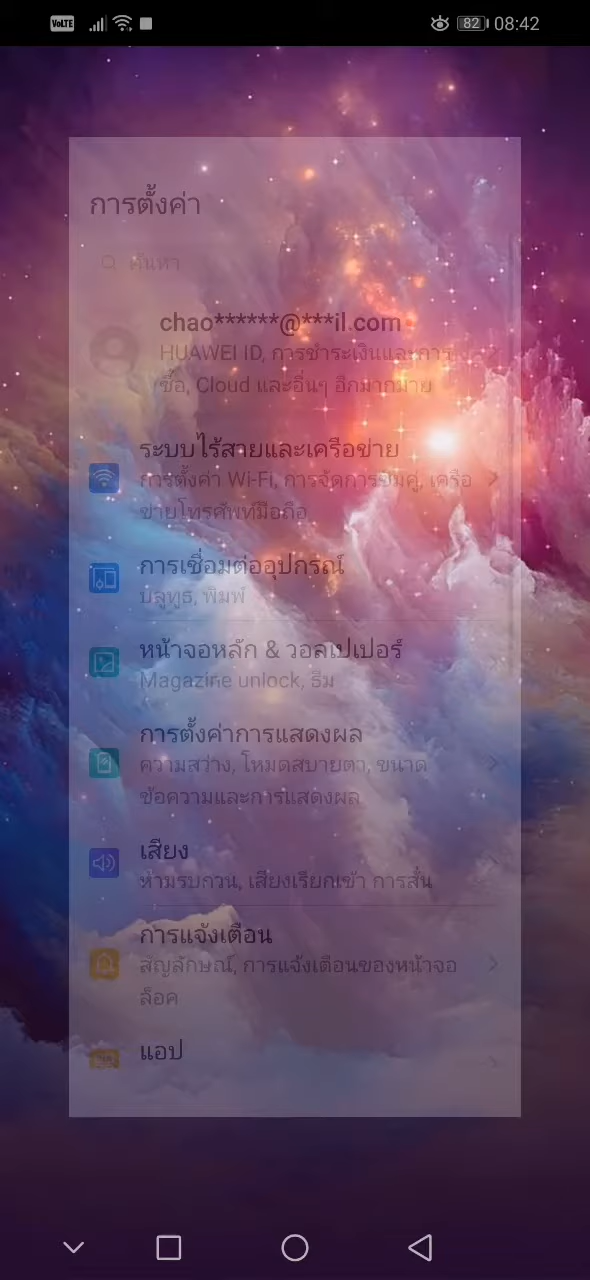 VoLTE 82 08:42
การตั้งค่า
ค้นหา
chao******@***il.com
HUAWEI ID, การชำระเงินและการ
ซื้อ, Cloud และอื่นๆ อีกมากมาย
ระบบไร้สายและเครือข่าย
การตั้งค่า Wi-Fi, การจัดการซิมคู่, เครือ
ข่ายโทรศัพท์มือถือ
การเชื่อมต่ออุปกรณ์
บลูทูธ, พิมพ์
หน้าจอหลัก & วอลเปเปอร์
Magazine unlock, ธีม
การตั้งค่าการแสดงผล
ความสว่าง, โหมดสบายตา, ขนาด
ข้อความและการแสดงผล
เสียง
ห้ามรบกวน, เสียงเรียกเข้า การสั่น
การแจ้งเตือน
สัญลักษณ์, การแจ้งเตือนของหน้าจอ
ล็อค
แอป